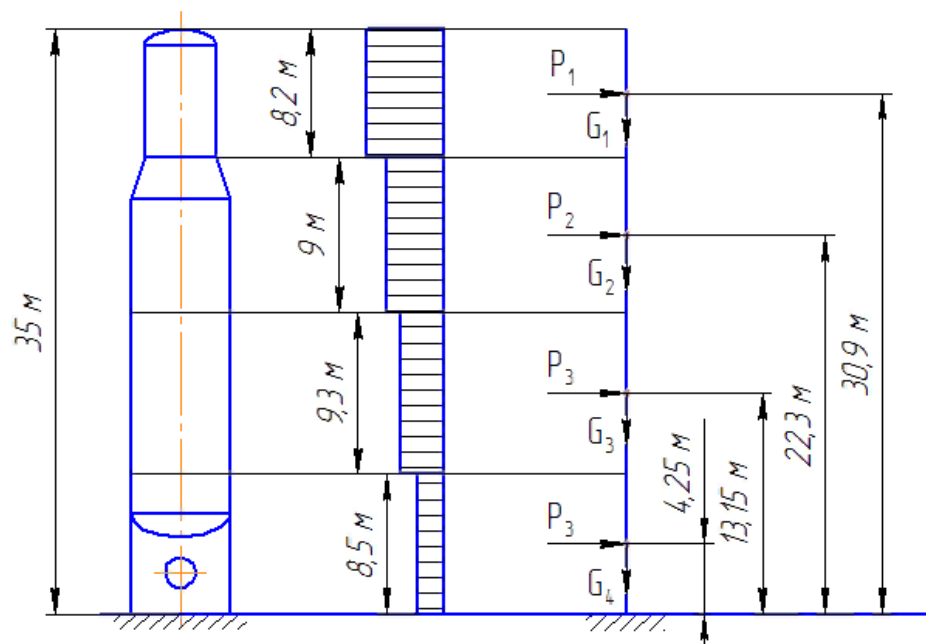 35 м
8,2 м
9 м
9,3 м
8,5 м
P₁
G₁
P₂
G₂
P₃
G₃
P₃
G₄
4,25 м
13,15 м
22,3 м
30,9 м